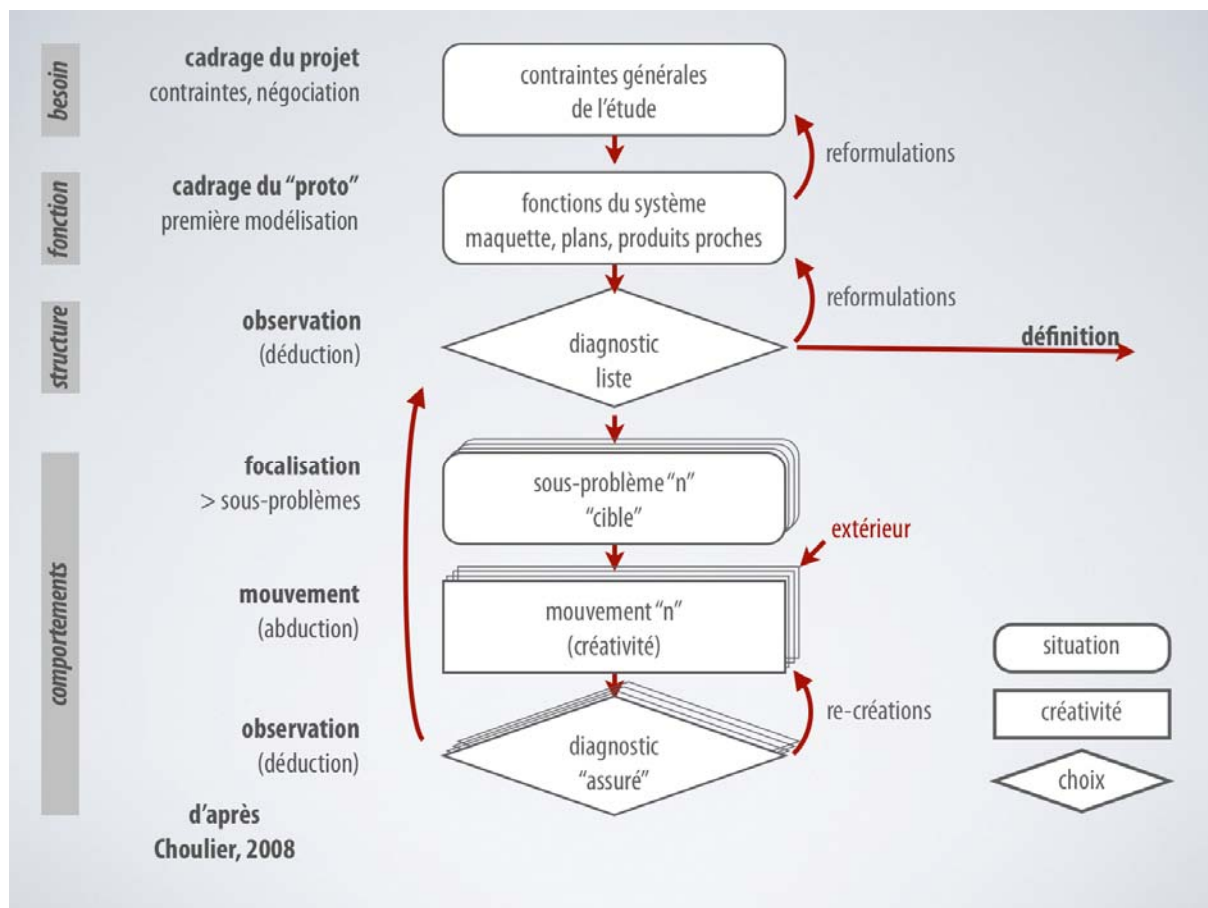 besoin
cadrage du projet
contraintes, négociation
contraintes générales
de l'étude
reformulations
fonction
cadrage du “proto”
première modélisation
fonctions du système
maquette, plans, produits proches
reformulations
structure
observation
(déduction)
diagnostic
liste
définition
comportements
focalisation
> sous-problèmes
sous-problème “n”
“cible”
extérieur
mouvement
(abduction)
mouvement “n”
(créativité)
re-créations
observation
(déduction)
diagnostic
“assuré”
situation
créativité
choix
d'après
Choulier, 2008